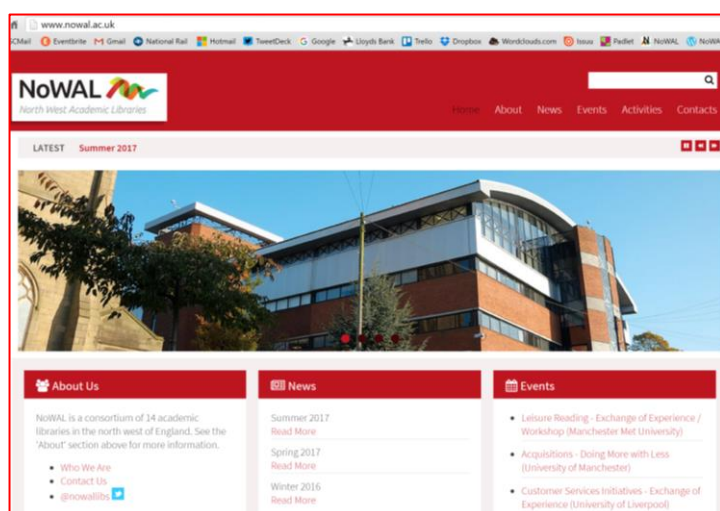 www.nowal.ac.uk
Eventbrite Gmail National Rail Hotmail TweetDeck Google Lloyds Bank Trello Dropbox Wordclouds.com Issuu Padlet NoWAL
NoWAL
North West Academic Libraries
Home About News Events Activities Contacts
LATEST Summer 2017
About Us
NoWAL is a consortium of 14 academic
libraries in the north west of England. See the
'About' section above for more information.
• Who We Are
• Contact Us
• @nowallibs
News
Summer 2017
Read More
Spring 2017
Read More
Winter 2016
Read More
Events
• Leisure Reading - Exchange of Experience /
Workshop (Manchester Met University)
• Acquisitions - Doing More with Less
(University of Manchester)
• Customer Services Initiatives - Exchange of
Experience (University of Liverpool)